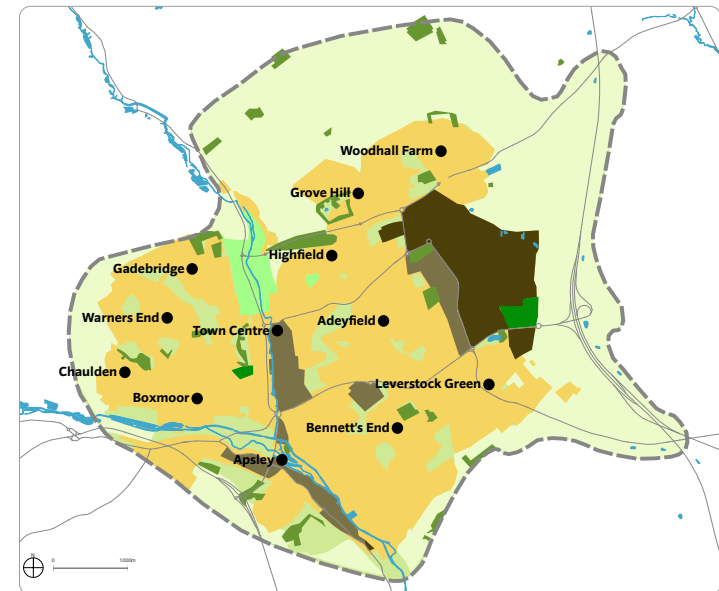 Woodhall Farm
Grove Hill
Highfield
Gadebridge
Warners End
Town Centre
Adeyfield
Chaulden
Leverstock Green
Boxmoor
Bennett's End
Apsley
N
0 1000m